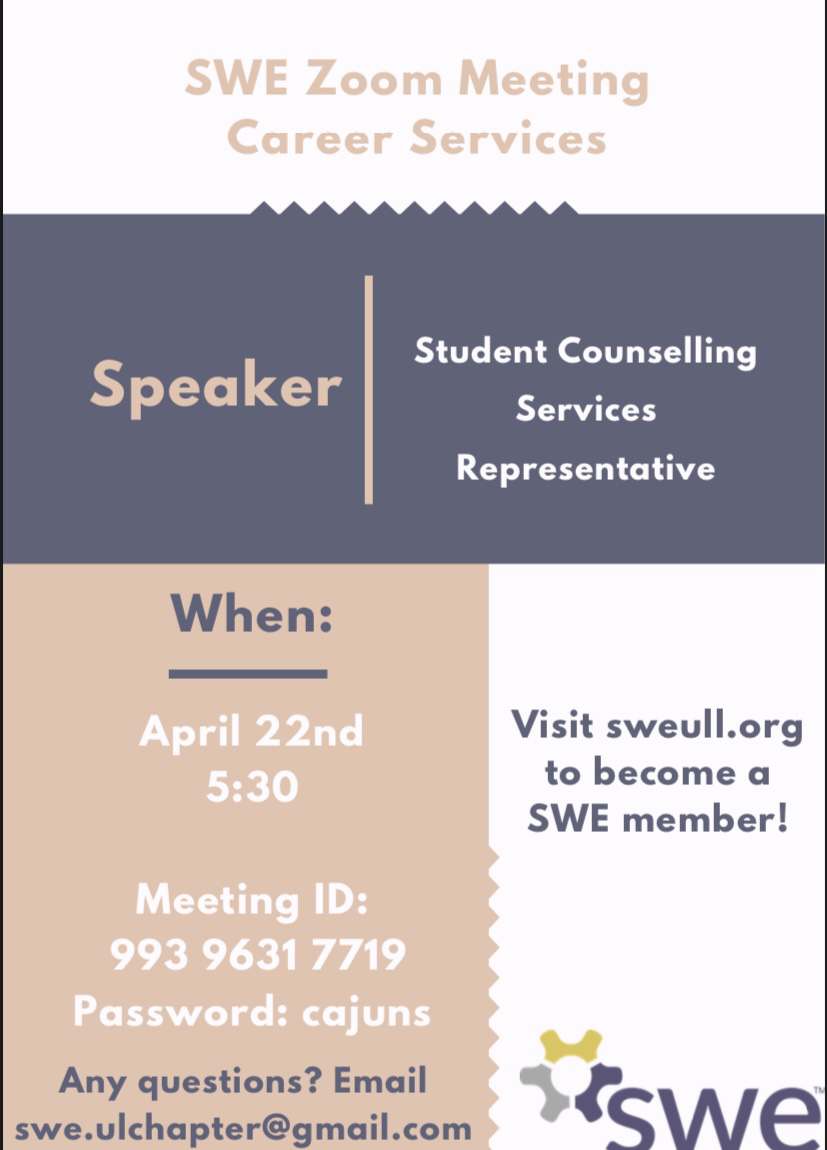 SWE Zoom Meeting
Career Services
Speaker
Student Counselling
Services
Representative
When:
April 22nd
5:30
Meeting ID:
993 9631 7719
Password: cajuns
Any questions? Email
swe.ulchapter@gmail.com
Visit sweull.org
to become a
SWE member!
swe™